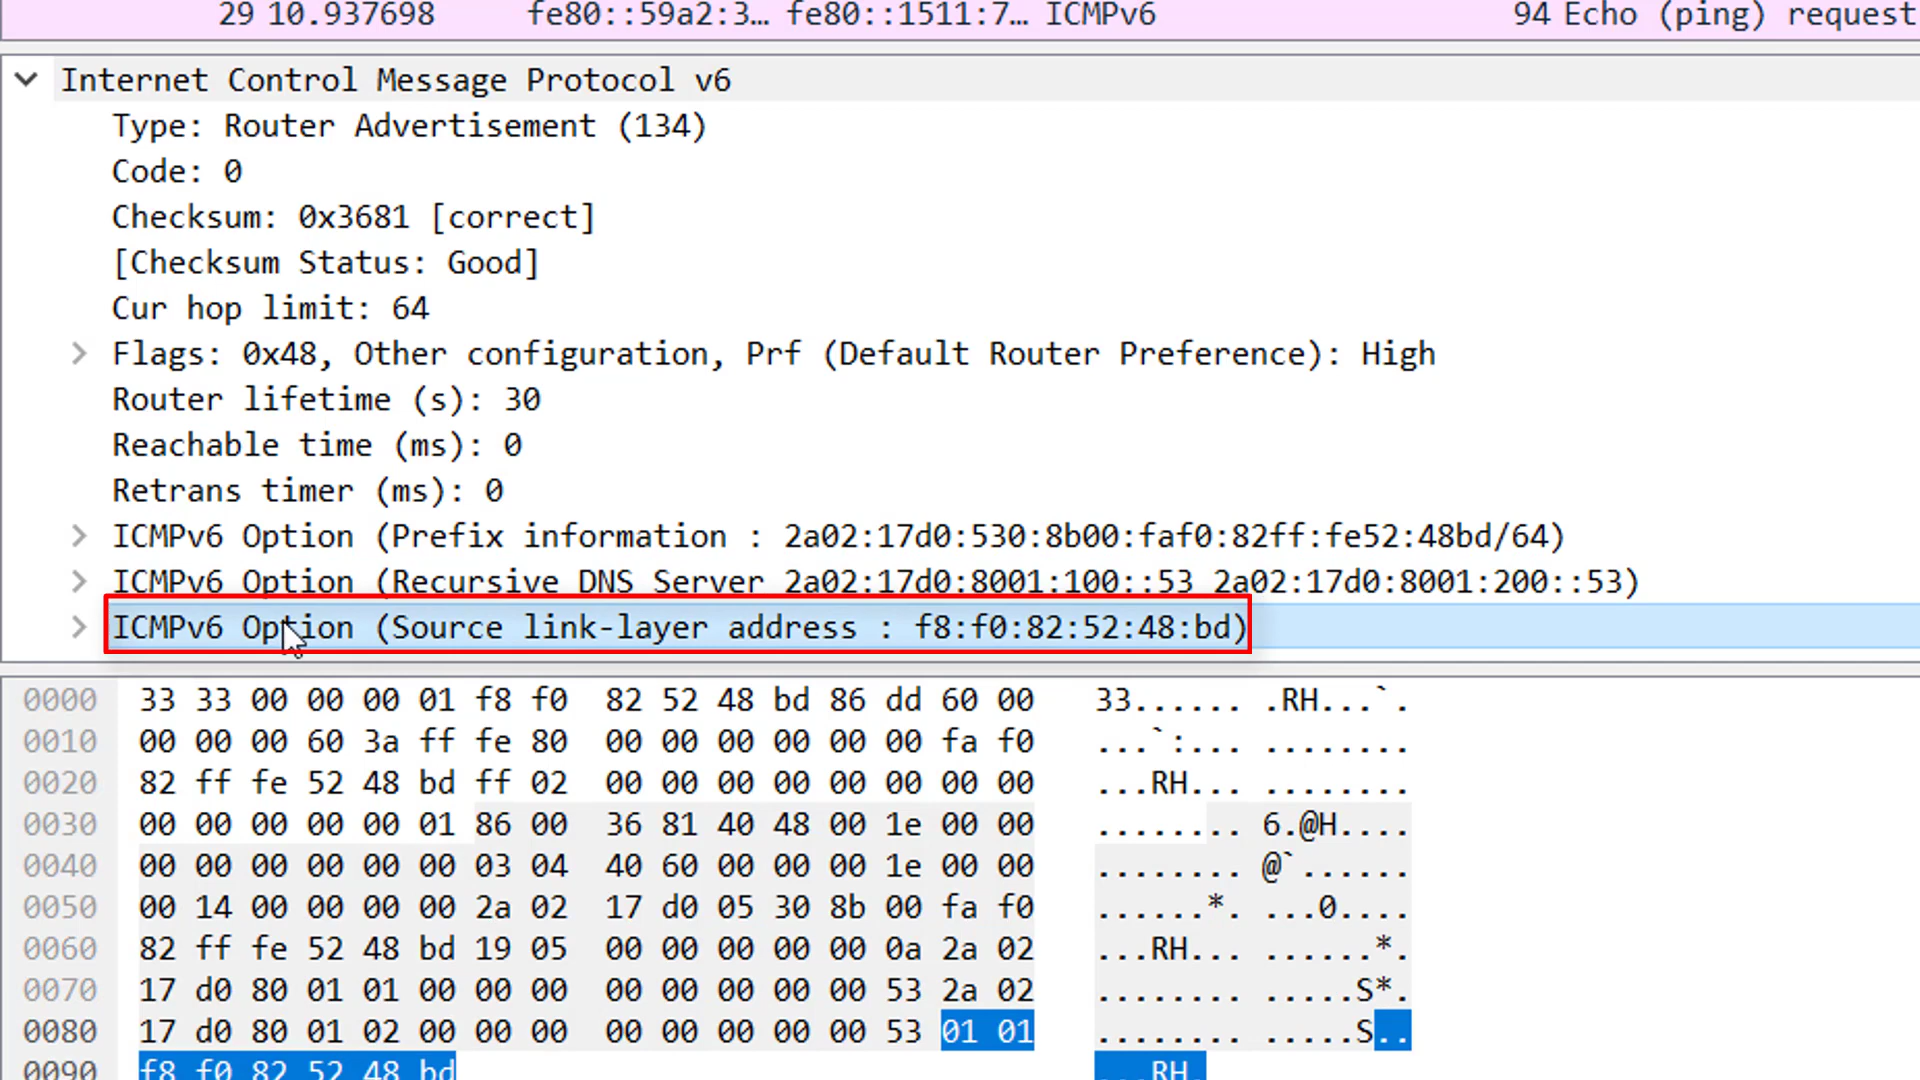 29 10.937698 fe80::59a2:3… fe80::1511:7… ICMPv6 94 Echo (ping) request
Internet Control Message Protocol v6
Type: Router Advertisement (134)
Code: 0
Checksum: 0x3681 [correct]
[Checksum Status: Good]
Cur hop limit: 64
Flags: 0x48, Other configuration, Prf (Default Router Preference): High
Router lifetime (s): 30
Reachable time (ms): 0
Retrans timer (ms): 0
ICMPv6 Option (Prefix information : 2a02:17d0:530:8b00:faf0:82ff:fe52:48bd/64)
ICMPv6 Option (Recursive DNS Server 2a02:17d0:8001:100::53 2a02:17d0:8001:200::53)
ICMPv6 Option (Source link-layer address : f8:f0:82:52:48:bd)
0000 33 33 00 00 00 01 f8 f0 82 52 48 bd 86 dd 60 00 33...... .RH...`.
0010 00 00 00 60 3a ff fe 80 00 00 00 00 00 00 fa f0 ...`:... ........
0020 82 ff fe 52 48 bd ff 02 00 00 00 00 00 00 00 00 ...RH... ........
0030 00 00 00 00 00 01 86 00 36 81 40 48 00 1e 00 00 ........ 6.@H....
0040 00 00 00 00 00 00 03 04 40 60 00 00 00 1e 00 00 ........ @`......
0050 00 14 00 00 00 00 2a 02 17 d0 05 30 8b 00 fa f0 ......*. ...0....
0060 82 ff fe 52 48 bd 19 05 00 00 00 00 00 0a 2a 02 ...RH... ......*.
0070 17 d0 80 01 01 00 00 00 00 00 00 00 00 53 2a 02 ........ .....S*.
0080 17 d0 80 01 02 00 00 00 00 00 00 00 00 53 01 01 ........ .....S..
0090 f8 f0 82 52 48 bd ...RH.